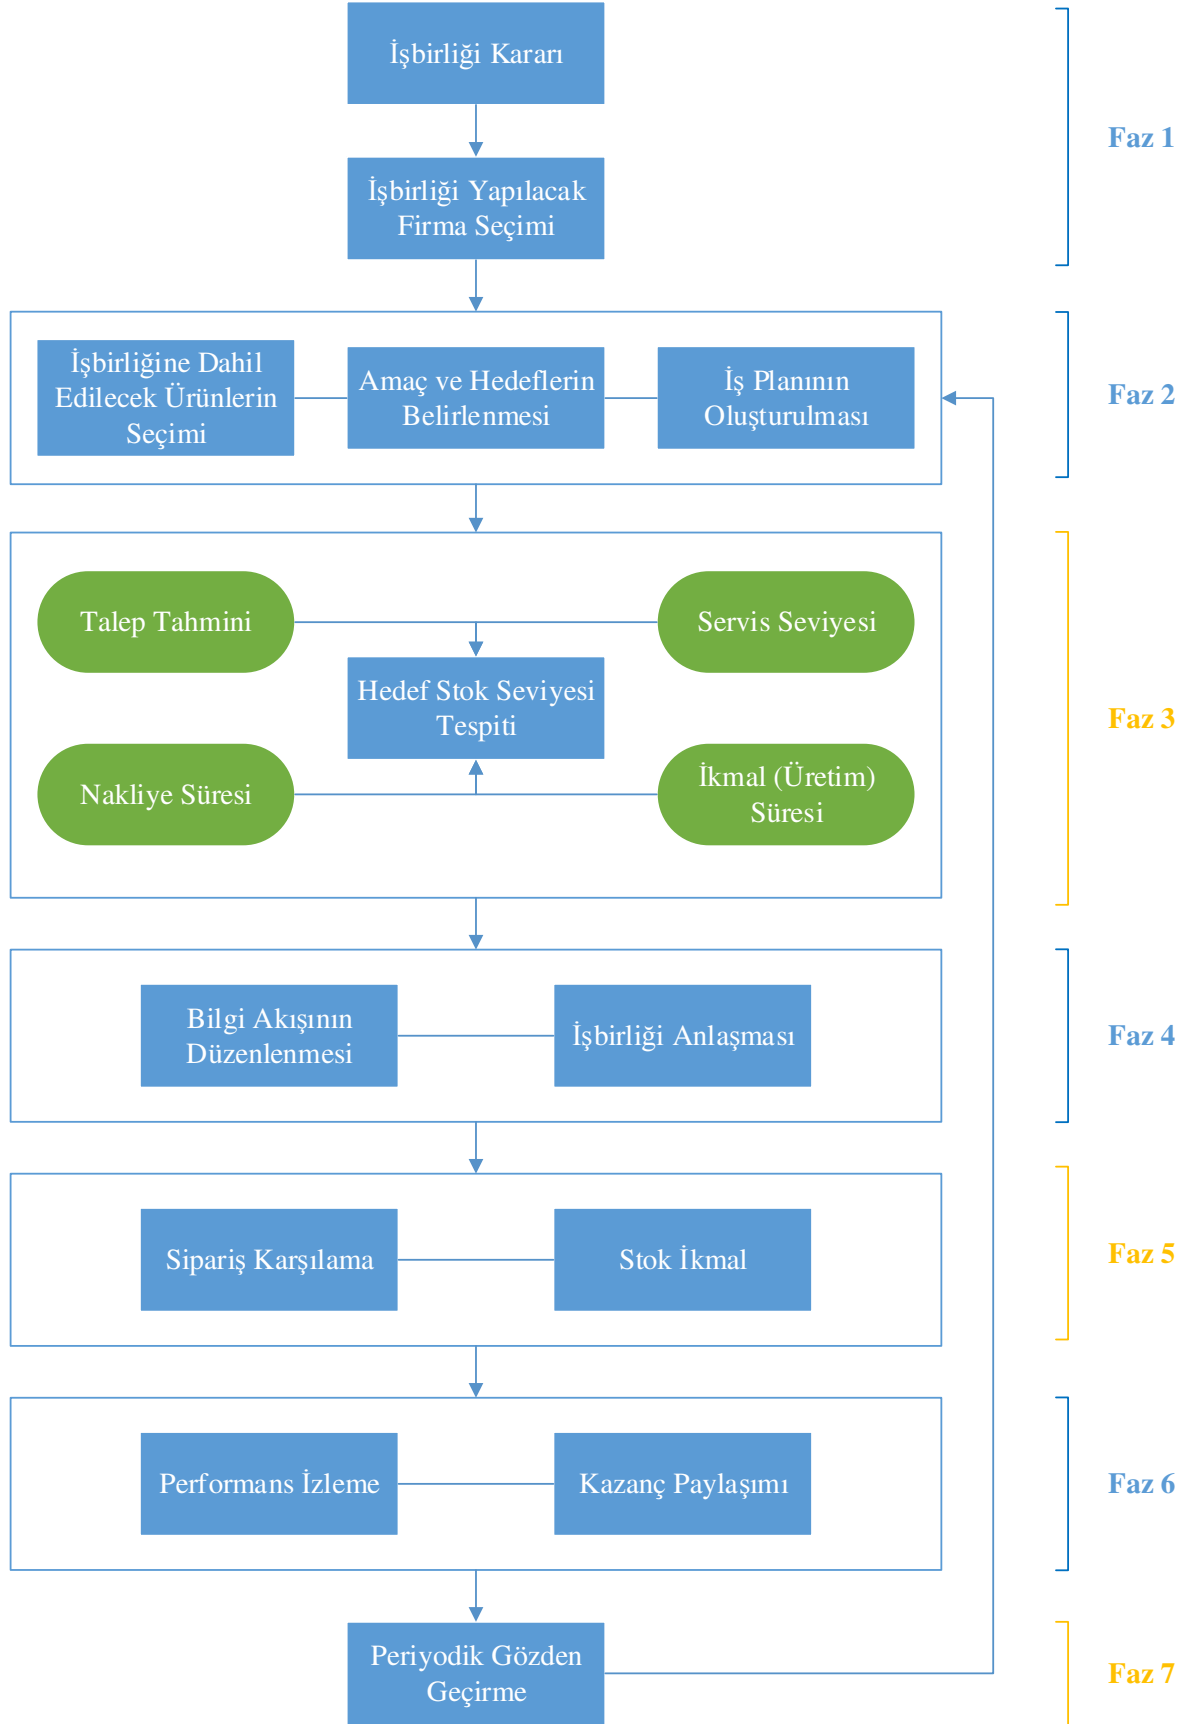 İşbirliği Kararı
Faz 1
İşbirliği Yapılacak
Firma Seçimi
İşbirliğine Dahil
Edilecek Ürünlerin
Seçimi
Amaç ve Hedeflerin
Belirlenmesi
İş Planının
Oluşturulması
Faz 2
Talep Tahmini
Servis Seviyesi
Hedef Stok Seviyesi
Tespiti
Nakliye Süresi
İkmal (Üretim)
Süresi
Faz 3
Bilgi Akışının
Düzenlenmesi
İşbirliği Anlaşması
Faz 4
Sipariş Karşılama
Stok İkmal
Faz 5
Performans İzleme
Kazanç Paylaşımı
Faz 6
Periyodik Gözden
Geçirme
Faz 7